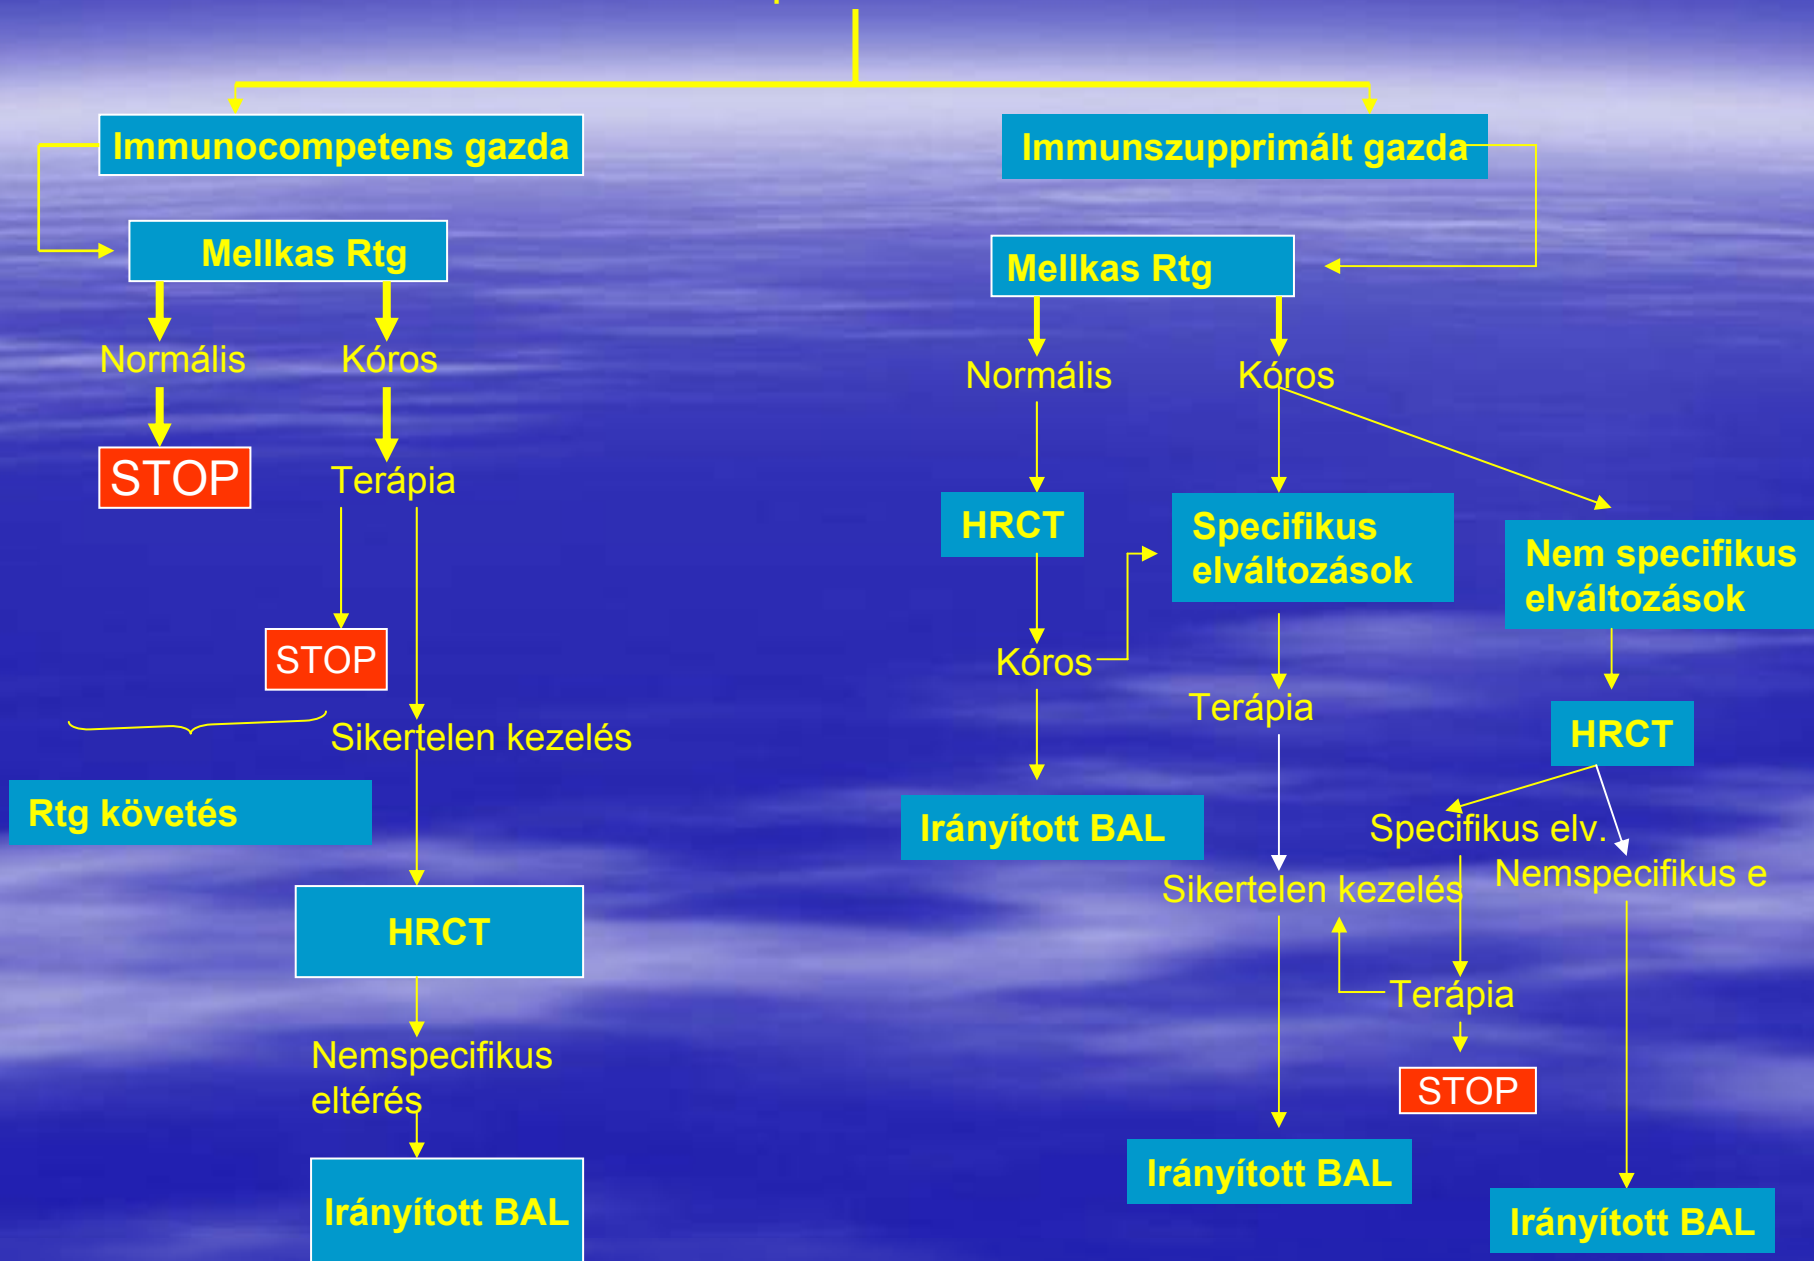 Immunocompetens gazda
Mellkas Rtg
Normális
Kóros
STOP
Terápia
STOP
Sikertelen kezelés
Rtg követés
HRCT
Nemspecifikus
eltérés
Irányított BAL
Immunszupprimált gazda
Mellkas Rtg
Normális
Kóros
HRCT
Specifikus
elváltozások
Nem specifikus
elváltozások
Kóros
Terápia
HRCT
Irányított BAL
Specifikus elv.
Nemspecifikus e
Sikertelen kezelés
Terápia
STOP
Irányított BAL
Irányított BAL